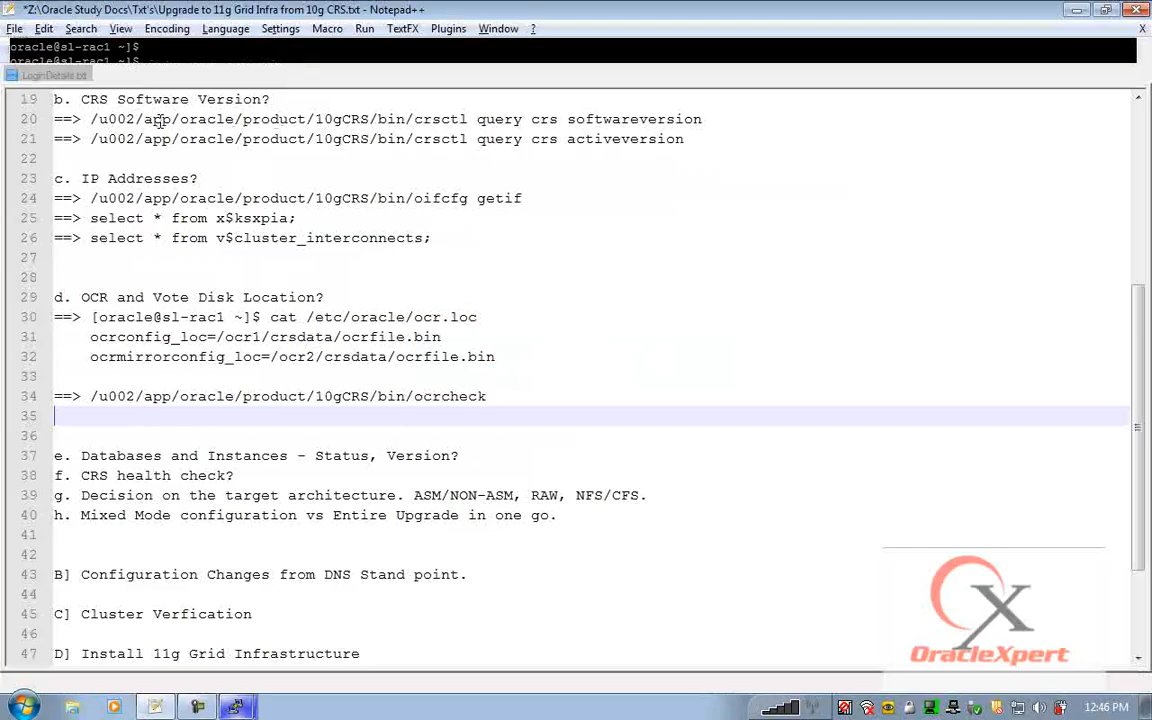 *Z:\Oracle Study Docs\Txt's\Upgrade to 11g Grid Infra from 10g CRS.txt - Notepad++
File Edit Search View Encoding Language Settings Macro Run TextFX Plugins Window ? X
oracle@sl-rac1 ~]$
oracle@sl-rac1 ~]$
LoginDetails.txt
19 b. CRS Software Version?
20 ==> /u002/app/oracle/product/10gCRS/bin/crsctl query crs softwareversion
21 ==> /u002/app/oracle/product/10gCRS/bin/crsctl query crs activeversion
22
23 c. IP Addresses?
24 ==> /u002/app/oracle/product/10gCRS/bin/oifcfg getif
25 ==> select * from x$ksxpia;
26 ==> select * from v$cluster_interconnects;
27
28
29 d. OCR and Vote Disk Location?
30 ==> [oracle@sl-rac1 ~]$ cat /etc/oracle/ocr.loc
31 ocrconfig_loc=/ocr1/crsdata/ocrfile.bin
32 ocrmirrorconfig_loc=/ocr2/crsdata/ocrfile.bin
33
34 ==> /u002/app/oracle/product/10gCRS/bin/ocrcheck
35
36
37 e. Databases and Instances - Status, Version?
38 f. CRS health check?
39 g. Decision on the target architecture. ASM/NON-ASM, RAW, NFS/CFS.
40 h. Mixed Mode configuration vs Entire Upgrade in one go.
41
42
43 B] Configuration Changes from DNS Stand point.
44
45 C] Cluster Verfication
46
47 D] Install 11g Grid Infrastructure
OracleXpert
12:46 PM